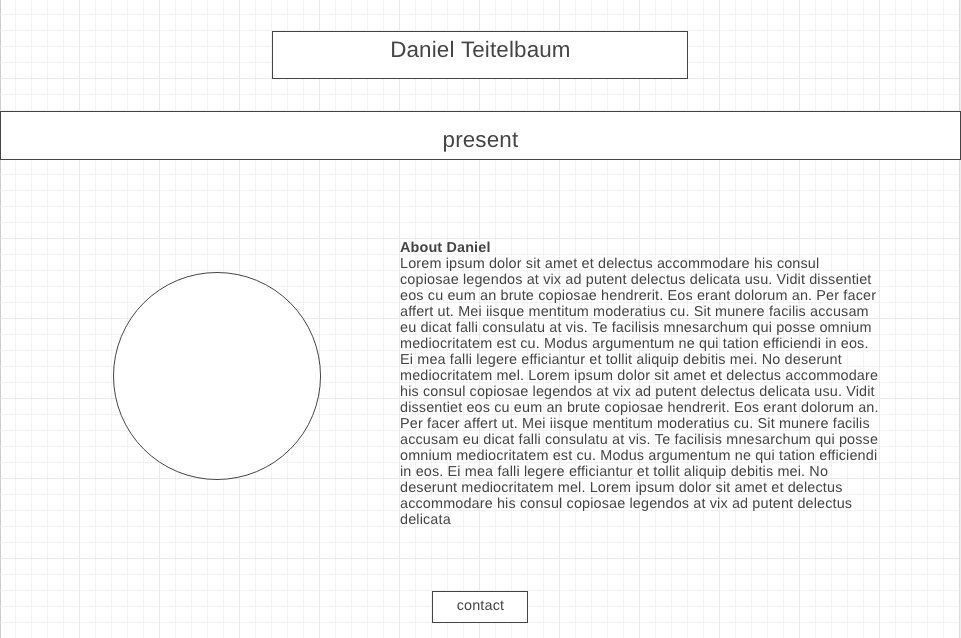 Daniel Teitelbaum
present
About Daniel
Lorem ipsum dolor sit amet et delectus accommodare his consul
copiosae legendos at vix ad putent delectus delicata usu. Vidit dissentiet
eos cu eum an brute copiosae hendrerit. Eos erant dolorum an. Per facer
affert ut. Mei iisque mentitum moderatius cu. Sit munere facilis accusam
eu dicat falli consulatu at vis. Te facilisis mnesarchum qui posse omnium
mediocritatem est cu. Modus argumentum ne qui tation efficiendi in eos.
Ei mea falli legere efficiantur et tollit aliquip debitis mei. No deserunt
mediocritatem mel. Lorem ipsum dolor sit amet et delectus accommodare
his consul copiosae legendos at vix ad putent delectus delicata usu. Vidit
dissentiet eos cu eum an brute copiosae hendrerit. Eos erant dolorum an.
Per facer affert ut. Mei iisque mentitum moderatius cu. Sit munere facilis
accusam eu dicat falli consulatu at vis. Te facilisis mnesarchum qui posse
omnium mediocritatem est cu. Modus argumentum ne qui tation efficiendi
in eos. Ei mea falli legere efficiantur et tollit aliquip debitis mei. No
deserunt mediocritatem mel. Lorem ipsum dolor sit amet et delectus
accommodare his consul copiosae legendos at vix ad putent delectus
delicata
contact